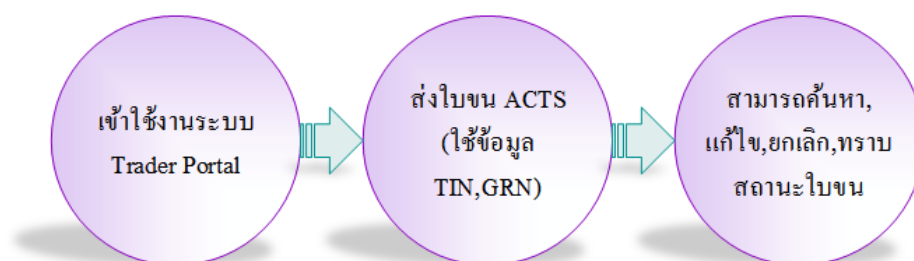 เข้าใช้งานระบบ
Trader Portal
ส่งใบขน ACTS
(ใช้ข้อมูล
TIN,GRN)
สามารถค้นหา,
แก้ไข,ยกเลิก,ทราบ
สถานะใบขน